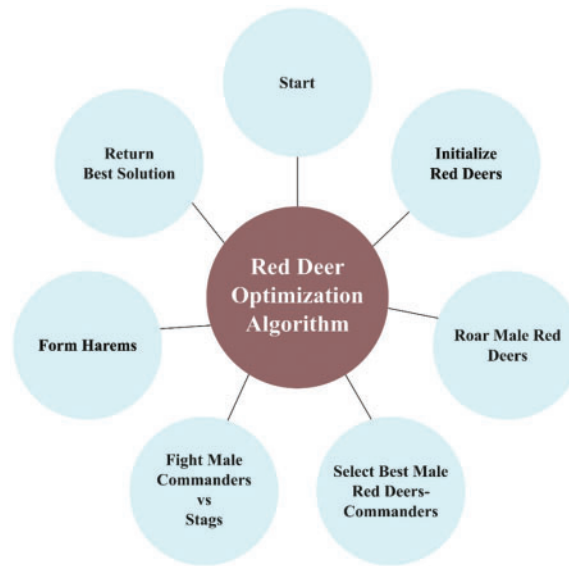 Start
Initialize
Red Deers
Roar Male Red
Deers
Select Best Male
Red Deers-
Commanders
Fight Male
Commanders
vs
Stags
Form Harems
Return
Best Solution
Red Deer
Optimization
Algorithm